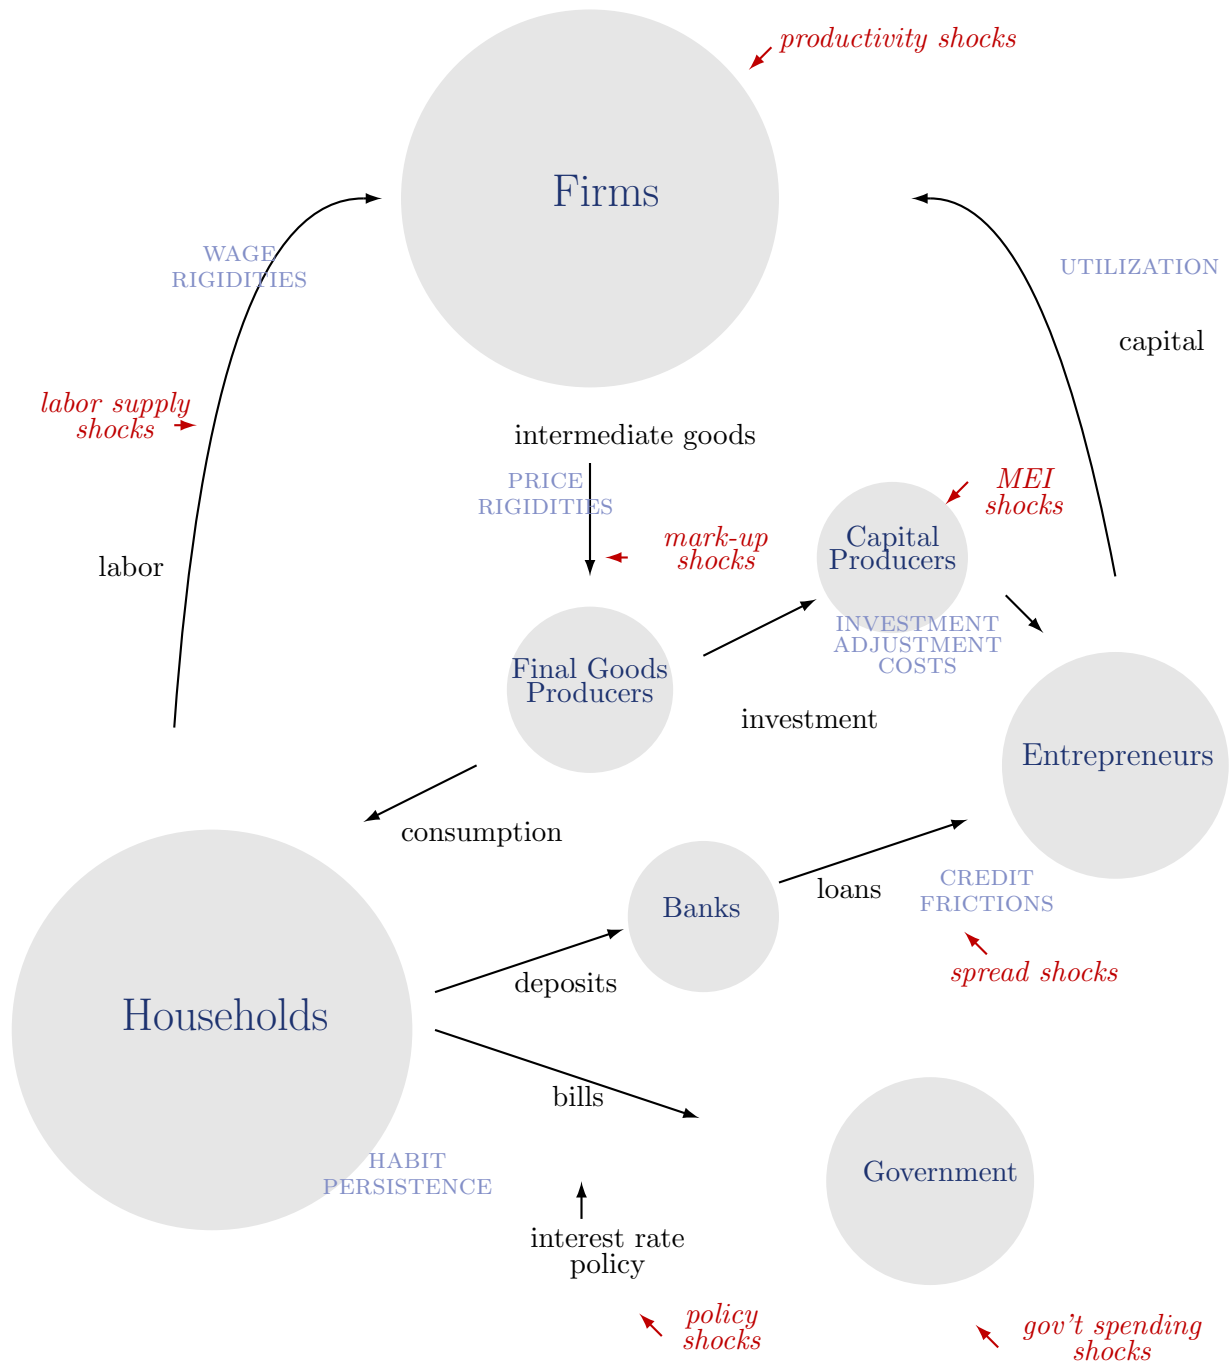 productivity shocks
Firms
WAGE
RIGIDITIES
UTILIZATION
capital
labor supply
shocks
intermediate goods
PRICE
RIGIDITIES
MEI
shocks
mark-up
shocks
Capital
Producers
labor
INVESTMENT
ADJUSTMENT
COSTS
Final Goods
Producers
investment
Entrepreneurs
consumption
Banks
loans
CREDIT
FRICTIONS
spread shocks
deposits
Households
bills
HABIT
PERSISTENCE
Government
interest rate
policy
policy
shocks
gov't spending
shocks